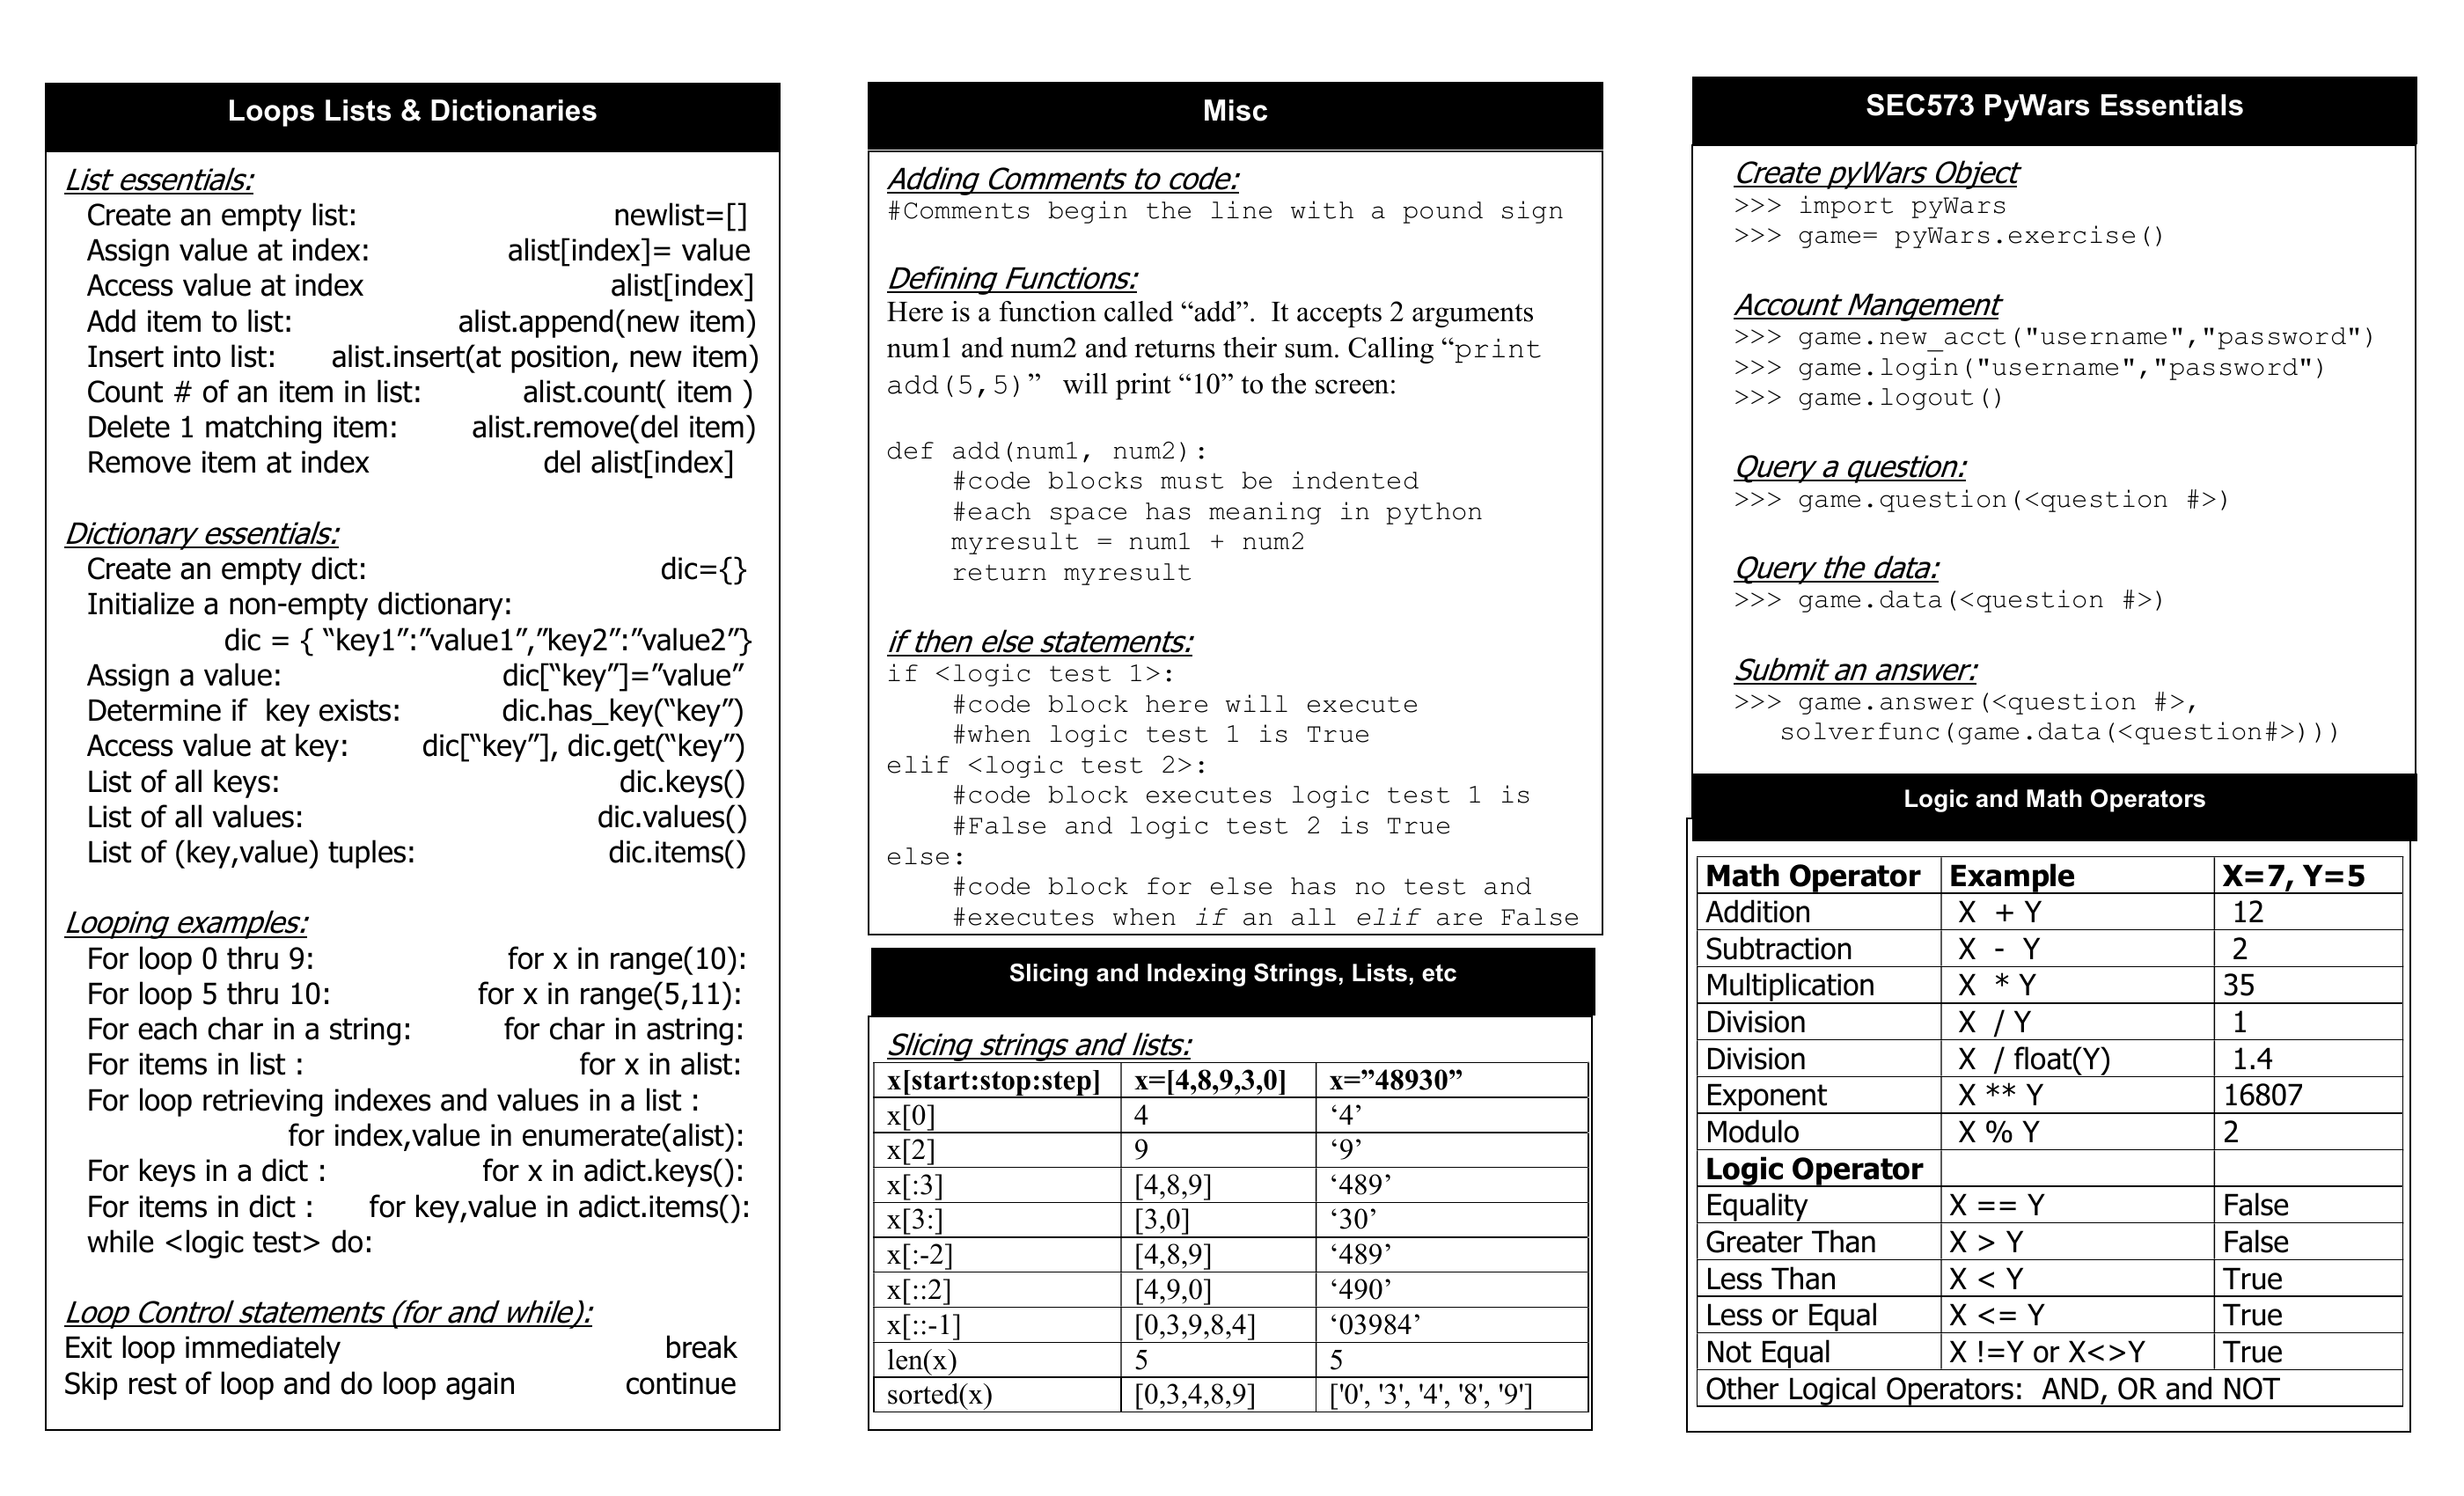 Loops Lists & Dictionaries
List essentials:
Create an empty list: newlist=[]
Assign value at index: alist[index]= value
Access value at index alist[index]
Add item to list: alist.append(new item)
Insert into list: alist.insert(at position, new item)
Count # of an item in list: alist.count( item )
Delete 1 matching item: alist.remove(del item)
Remove item at index del alist[index]
Dictionary essentials:
Create an empty dict: dic={}
Initialize a non-empty dictionary:
dic = { “key1”:”value1”,”key2”:”value2”}
Assign a value: dic[“key”]=”value”
Determine if  key exists: dic.has_key(“key”)
Access value at key: dic[“key”], dic.get(“key”)
List of all keys: dic.keys()
List of all values: dic.values()
List of (key,value) tuples: dic.items()
Looping examples:
For loop 0 thru 9: for x in range(10):
For loop 5 thru 10: for x in range(5,11):
For each char in a string: for char in astring:
For items in list : for x in alist:
For loop retrieving indexes and values in a list :
for index,value in enumerate(alist):
For keys in a dict : for x in adict.keys():
For items in dict : for key,value in adict.items():
while <logic test> do:
Loop Control statements (for and while):
Exit loop immediately break
Skip rest of loop and do loop again continue
Misc
Adding Comments to code:
#Comments begin the line with a pound sign
Defining Functions:
Here is a function called “add”.  It accepts 2 arguments
num1 and num2 and returns their sum. Calling “print
add(5,5)”   will print “10” to the screen:
def add(num1, num2):
#code blocks must be indented
#each space has meaning in python
myresult = num1 + num2
return myresult
if then else statements:
if <logic test 1>:
#code block here will execute
#when logic test 1 is True
elif <logic test 2>:
#code block executes logic test 1 is
#False and logic test 2 is True
else:
#code block for else has no test and
#executes when if an all elif are False
Slicing and Indexing Strings, Lists, etc
Slicing strings and lists:
x[start:stop:step] x=[4,8,9,3,0] x=”48930”
x[0] 4 ‘4’
x[2] 9 ‘9’
x[:3] [4,8,9] ‘489’
x[3:] [3,0] ‘30’
x[:-2] [4,8,9] ‘489’
x[::2] [4,9,0] ‘490’
x[::-1] [0,3,9,8,4] ‘03984’
len(x) 5 5
sorted(x) [0,3,4,8,9] ['0', '3', '4', '8', '9']
SEC573 PyWars Essentials
Create pyWars Object
>>> import pyWars
>>> game= pyWars.exercise()
Account Mangement
>>> game.new_acct("username","password")
>>> game.login("username","password")
>>> game.logout()
Query a question:
>>> game.question(<question #>)
Query the data:
>>> game.data(<question #>)
Submit an answer:
>>> game.answer(<question #>,
solverfunc(game.data(<question#>)))
Logic and Math Operators
Math Operator Example X=7, Y=5
Addition X  + Y 12
Subtraction X  -  Y 2
Multiplication X  * Y 35
Division X  / Y 1
Division X  / float(Y) 1.4
Exponent X ** Y 16807
Modulo X % Y 2
Logic Operator
Equality X == Y False
Greater Than X > Y False
Less Than X < Y True
Less or Equal X <= Y True
Not Equal X !=Y or X<>Y True
Other Logical Operators:  AND, OR and NOT